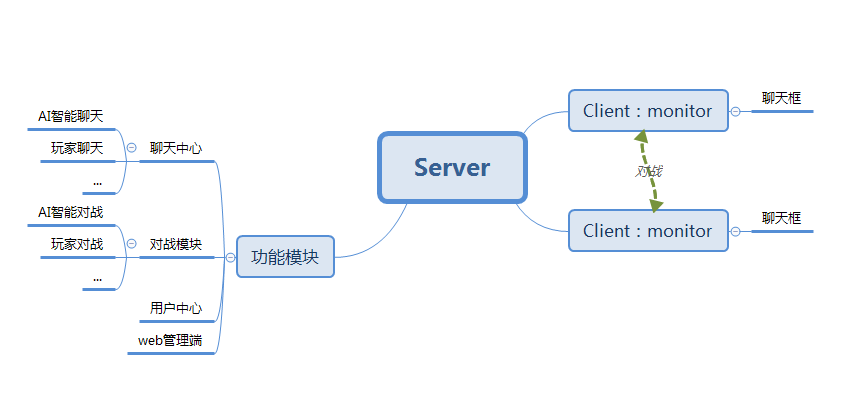 Server
Client：monitor
聊天框
对战
Client：monitor
聊天框
功能模块
聊天中心
AI智能聊天
玩家聊天
...
对战模块
AI智能对战
玩家对战
...
用户中心
web管理端